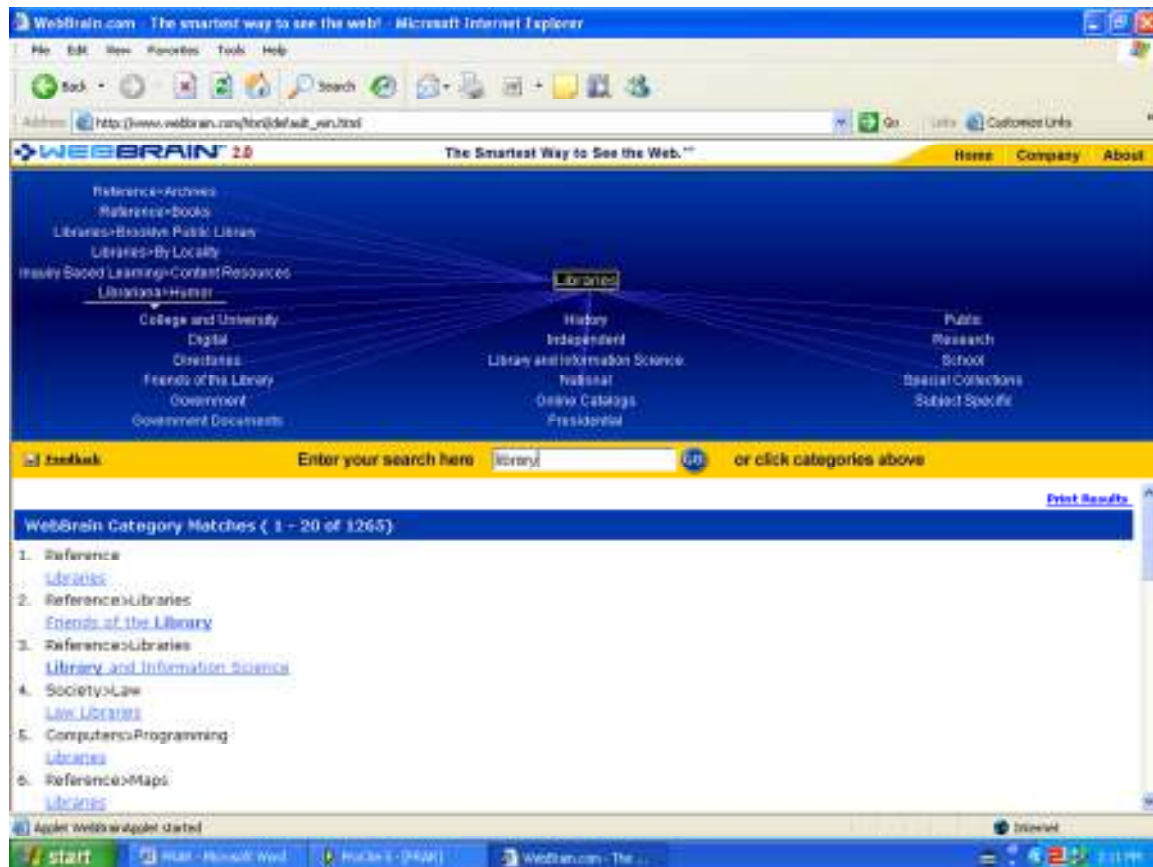 WebBrain.com - The smartest way to see the web! - Microsoft Internet Explorer
File Edit View Favorites Tools Help
Back Search
Address http://www.webbrain.com/html/default_win.html Go Links Customize Links
WEBBRAIN 2.0 The Smartest Way to See the Web.™ Home Company About
Reference>Archives
Reference>Books
Libraries>Brooklyn Public Library
Libraries>By Locality
Inquiry Based Learning>Content Resources
Librariana>Humor
Libraries
College and University History Public
Digital Independent Research
Directories Library and Information Science School
Friends of the Library National Special Collections
Government Online Catalogs Subject Specific
Government Documents Presidential
Feedback Enter your search here library GO or click categories above
Print Results
WebBrain Category Matches ( 1 - 20 of 1265)
1. Reference
Libraries
2. Reference>Libraries
Friends of the Library
3. Reference>Libraries
Library and Information Science
4. Society>Law
Law Libraries
5. Computers>Programming
Libraries
6. Reference>Maps
Libraries
Applet WebBrainApplet started Internet
start Microsoft Word WebBrain.com - The ...